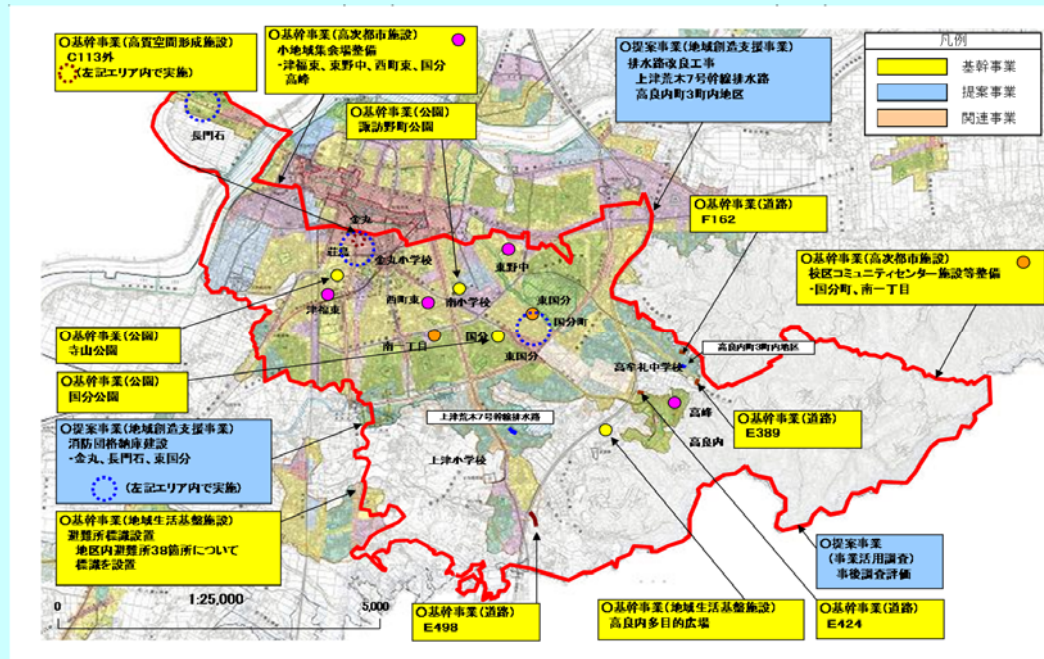 〇基幹事業(高質空間形成施設)
C113外
(左記エリア内で実施)
〇基幹事業(高次都市施設)
小地域集会場整備
・津福東、東野中、西町東、国分
高峰
〇基幹事業(公園)
諏訪野町公園
〇提案事業(地域創造支援事業)
排水路改良工事
上津荒木7号幹線排水路
高良内町3町内地区
凡例
基幹事業
提案事業
関連事業
〇基幹事業(道路)
F162
〇基幹事業(高次都市施設)
校区コミュニティセンター施設等整備
・国分町、南一丁目
長門石
金丸
荘島
金丸小学校
東野中
津福東
西町東
南小学校
東国分
国分町
南一丁目
国分
東国分
高良内町3町内地区
高牟礼中学校
高峰
高良内
上津荒木7号幹線排水路
上津小学校
〇基幹事業(公園)
寺山公園
〇基幹事業(公園)
国分公園
〇提案事業(地域創造支援事業)
消防団格納庫建設
・金丸、長門石、東国分
(左記エリア内で実施)
〇基幹事業(地域生活基盤施設)
避難所標識設置
地区内避難所38箇所について
標識を設置
〇基幹事業(道路)
E389
〇提案事業
(事業活用調査)
事後調査評価
0
1:25,000
5,000
〇基幹事業(道路)
E498
〇基幹事業(地域生活基盤施設)
高良内多目的広場
〇基幹事業(道路)
E424